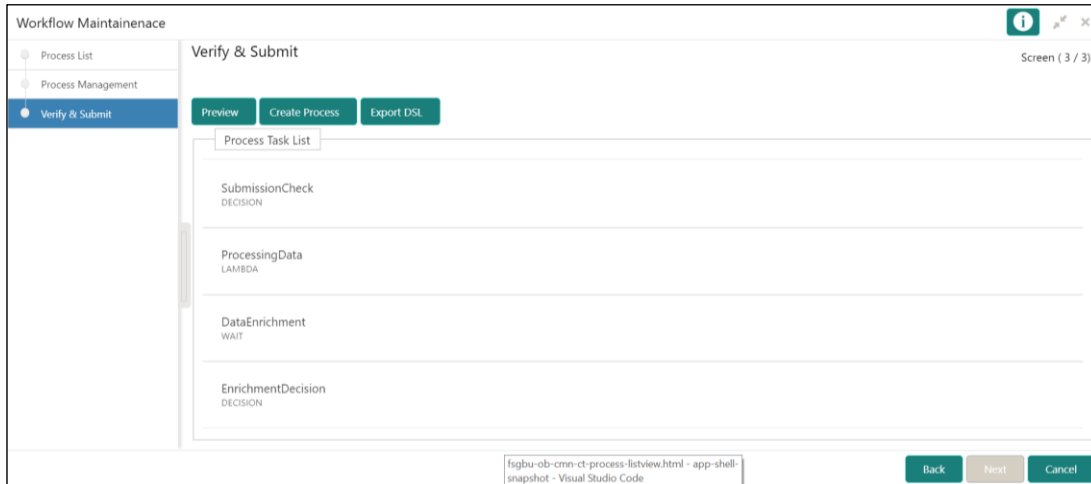 Workflow Maintainenace
Process List
Process Management
Verify & Submit
Verify & Submit
Screen ( 3 / 3)
Preview
Create Process
Export DSL
Process Task List
SubmissionCheck
DECISION
ProcessingData
LAMBDA
DataEnrichment
WAIT
EnrichmentDecision
DECISION
fsgbu-ob-cmn-ct-process-listview.html - app-shell-
snapshot - Visual Studio Code
Back
Next
Cancel